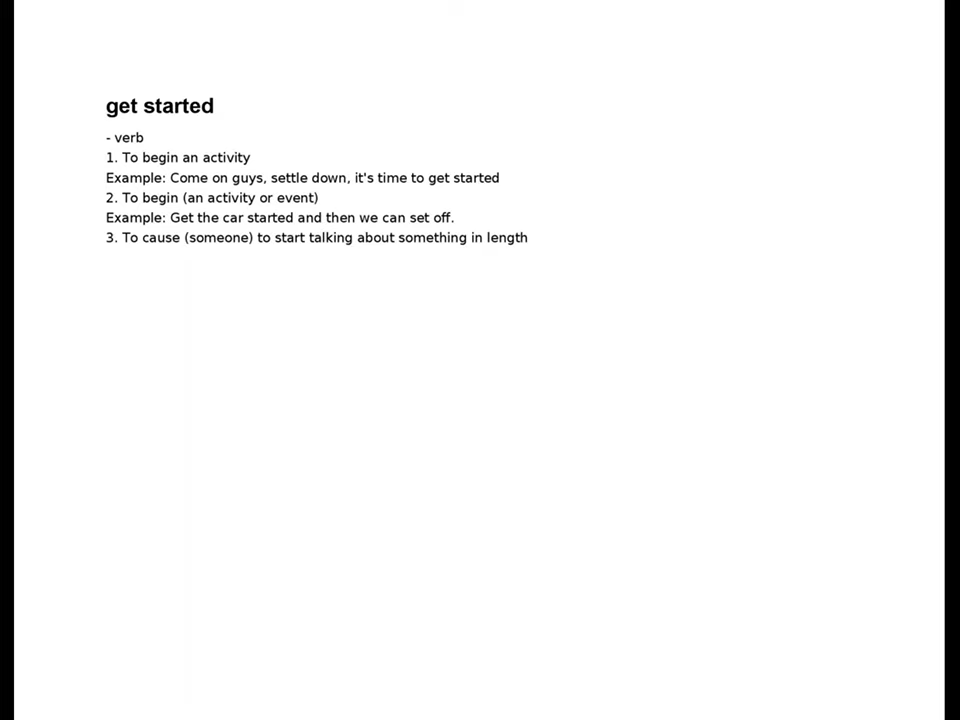 get started
- verb
1. To begin an activity
Example: Come on guys, settle down, it's time to get started
2. To begin (an activity or event)
Example: Get the car started and then we can set off.
3. To cause (someone) to start talking about something in length